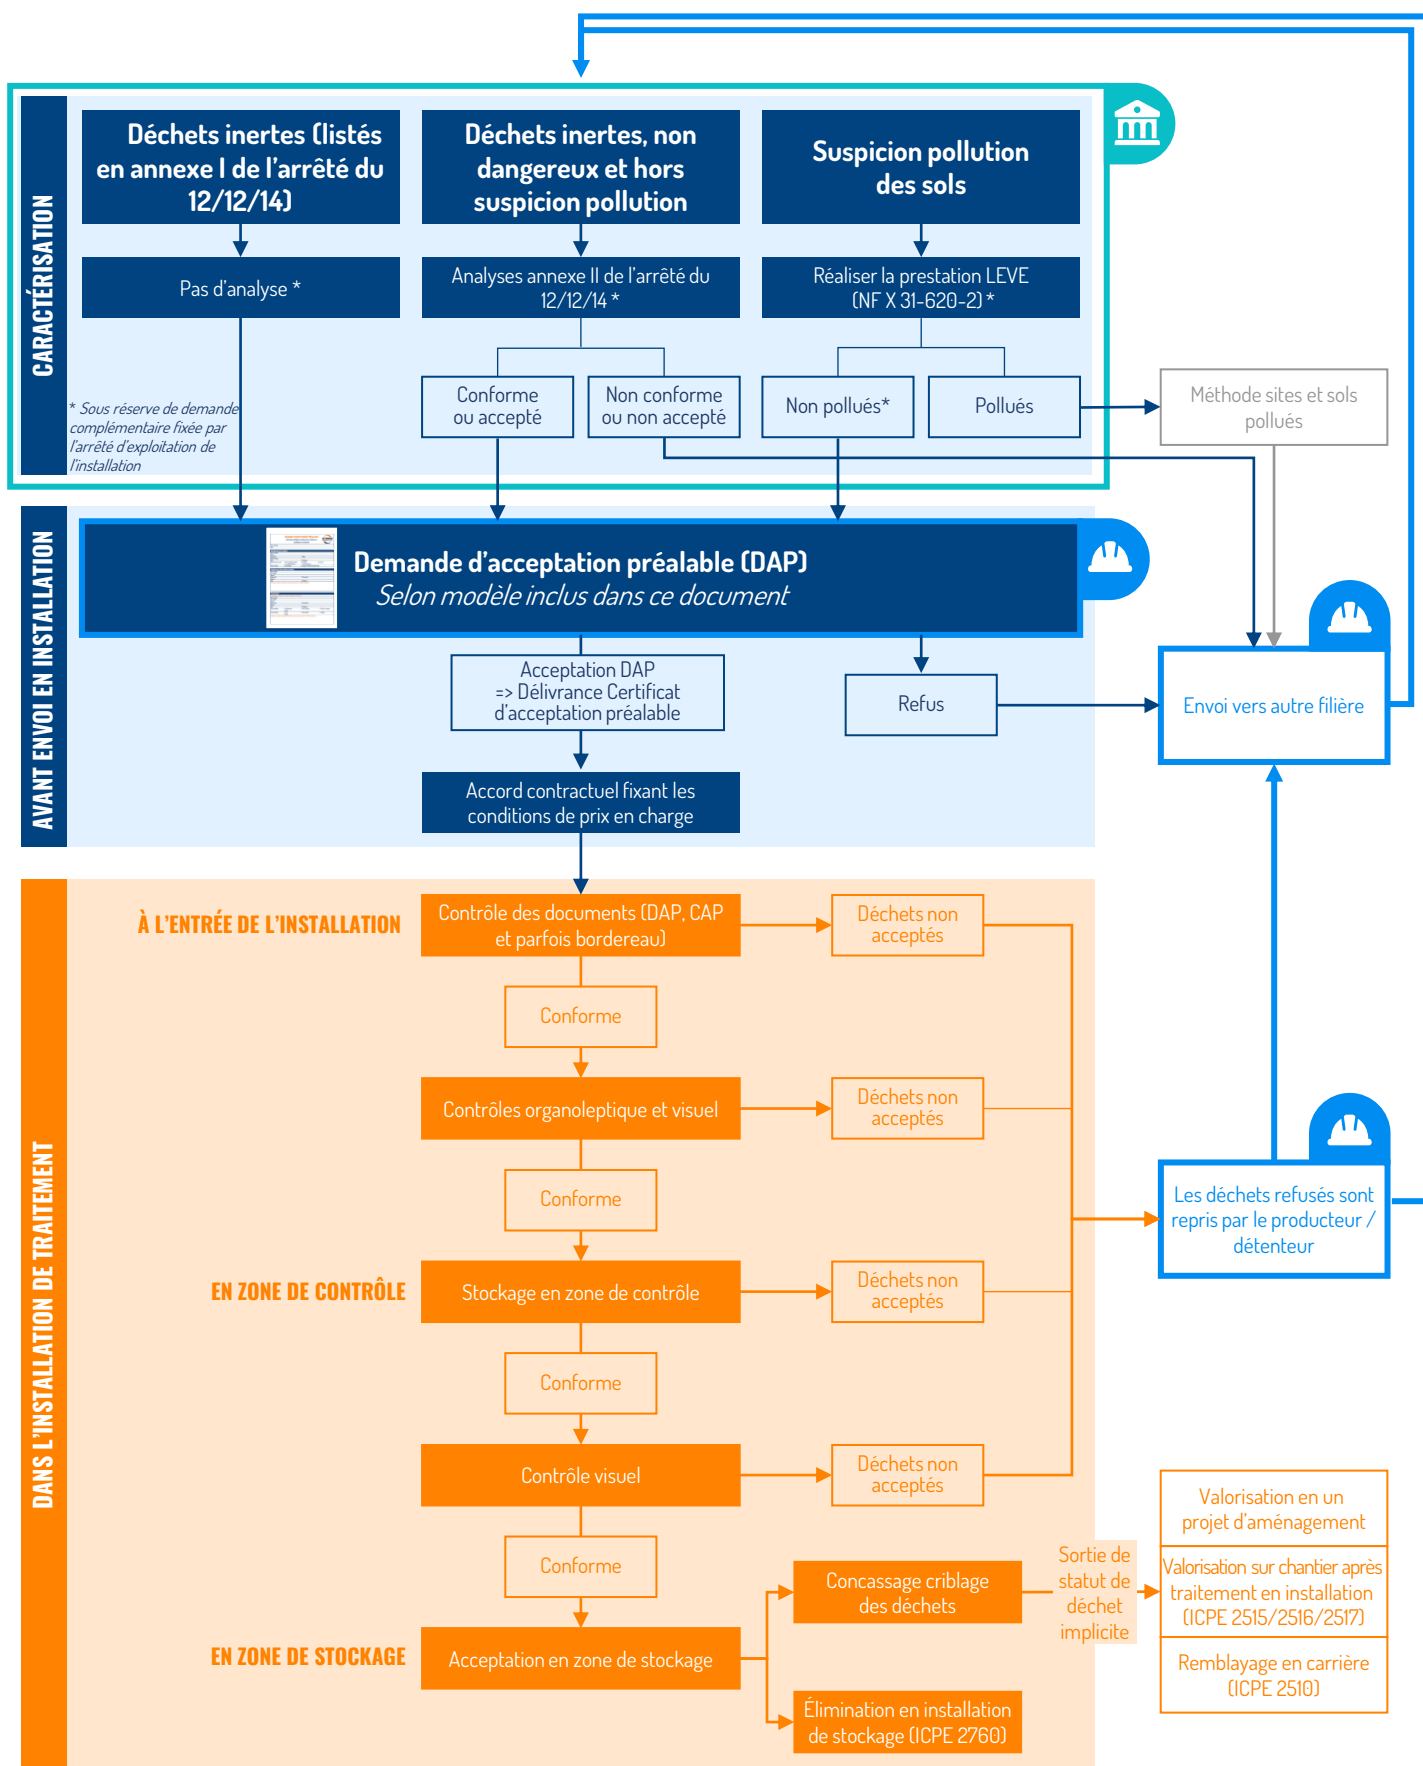 CARACTÉRISATION
Déchets inertes (listés
en annexe I de l'arrêté du
12/12/14)
Déchets inertes, non
dangereux et hors
suspicion pollution
Suspicion pollution
des sols
Pas d'analyse *
Analyses annexe II de l'arrêté du
12/12/14 *
Réaliser la prestation LEVE
(NF X 31-620-2) *
Conforme
ou accepté
Non conforme
ou non accepté
Non pollués*
Pollués
Méthode sites et sols
pollués
* Sous réserve de demande
complémentaire fixée par
l'arrêté d'exploitation de
l'installation
AVANT ENVOI EN INSTALLATION
Demande d'acceptation préalable (DAP)
Selon modèle inclus dans ce document
Acceptation DAP
=> Délivrance Certificat
d'acceptation préalable
Refus
Envoi vers autre filière
Accord contractuel fixant les
conditions de prix en charge
DANS L'INSTALLATION DE TRAITEMENT
À L'ENTRÉE DE L'INSTALLATION
Contrôle des documents (DAP, CAP
et parfois bordereau)
Déchets non
acceptés
Conforme
Contrôles organoleptique et visuel
Déchets non
acceptés
Conforme
Les déchets refusés sont
repris par le producteur /
détenteur
EN ZONE DE CONTRÔLE
Stockage en zone de contrôle
Déchets non
acceptés
Conforme
Contrôle visuel
Déchets non
acceptés
Conforme
EN ZONE DE STOCKAGE
Acceptation en zone de stockage
Concassage criblage
des déchets
Sortie de
statut de
déchet
implicite
Valorisation en un
projet d'aménagement
Valorisation sur chantier après
traitement en installation
(ICPE 2515/2516/2517)
Remblayage en carrière
(ICPE 2510)
Élimination en installation
de stockage (ICPE 2760)